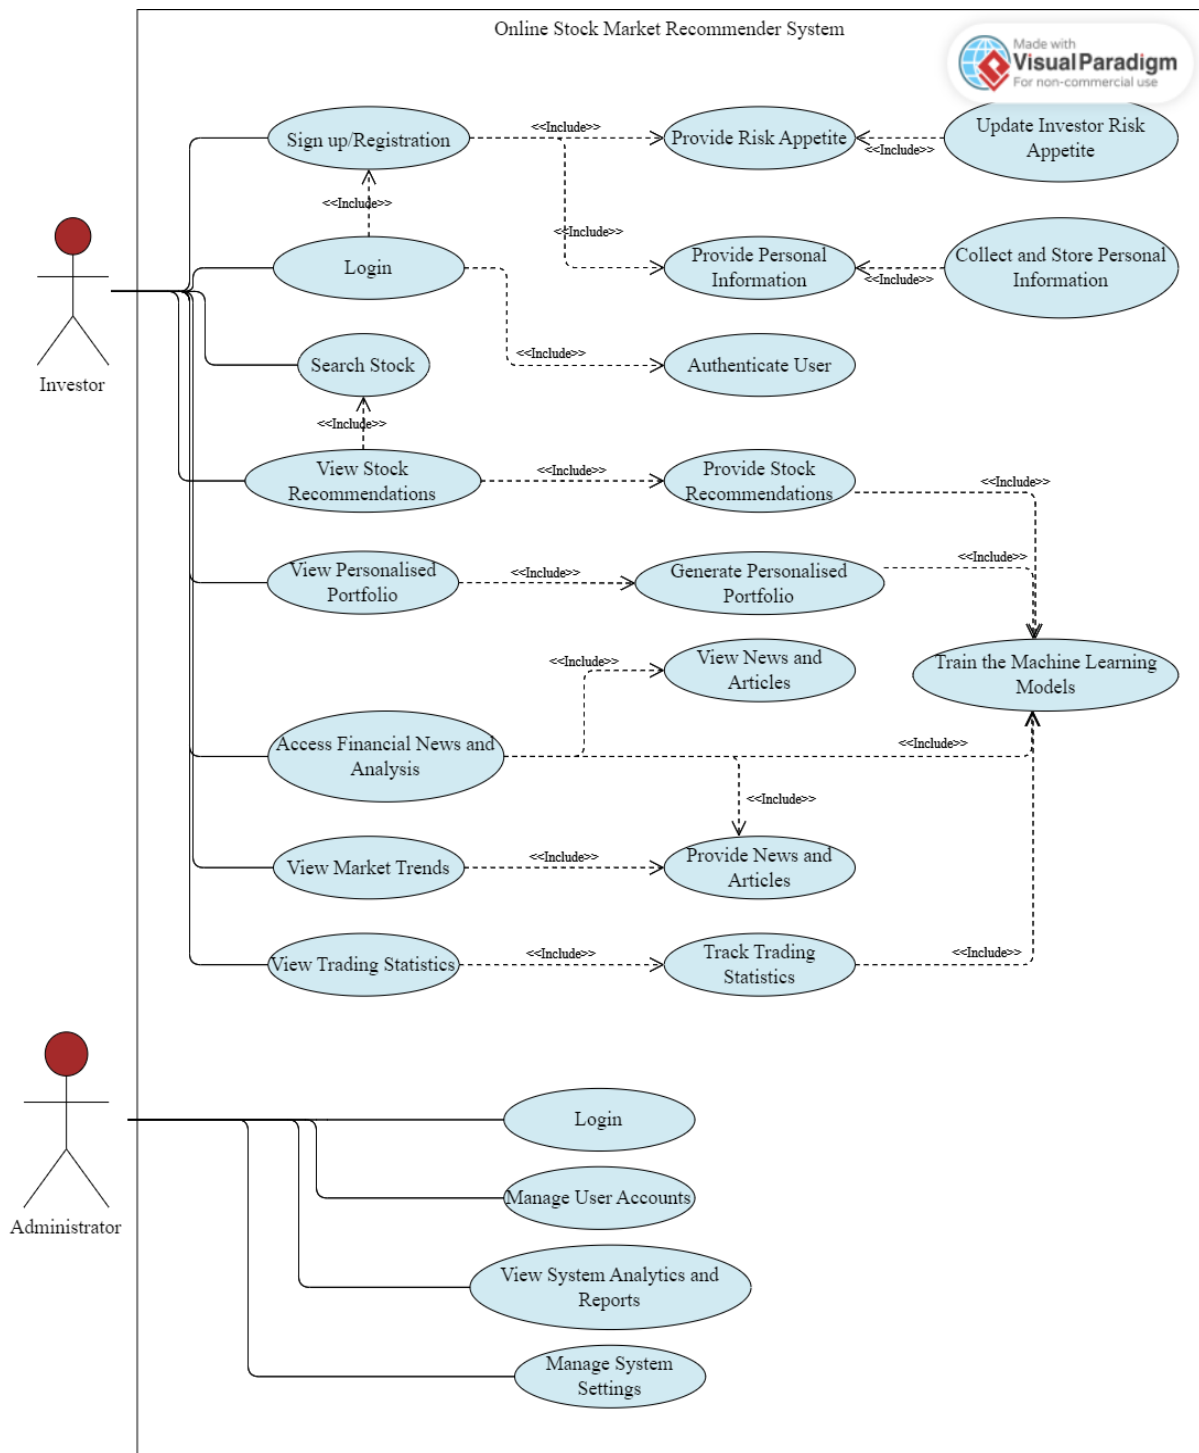 Online Stock Market Recommender System
Made with
VisualParadigm
For non-commercial use
Sign up/Registration
<<Include>>
Provide Risk Appetite
<<Include>>
Update Investor Risk
Appetite
<<Include>>
<<Include>>
Login
Provide Personal
Information
<<Include>>
Collect and Store Personal
Information
Investor
Search Stock
<<Include>>
Authenticate User
<<Include>>
View Stock
Recommendations
<<Include>>
Provide Stock
Recommendations
<<Include>>
View Personalised
Portfolio
<<Include>>
Generate Personalised
Portfolio
<<Include>>
<<Include>>
View News and
Articles
Train the Machine Learning
Models
Access Financial News and
Analysis
<<Include>>
<<Include>>
View Market Trends
<<Include>>
Provide News and
Articles
View Trading Statistics
<<Include>>
Track Trading
Statistics
<<Include>>
Administrator
Login
Manage User Accounts
View System Analytics and
Reports
Manage System
Settings